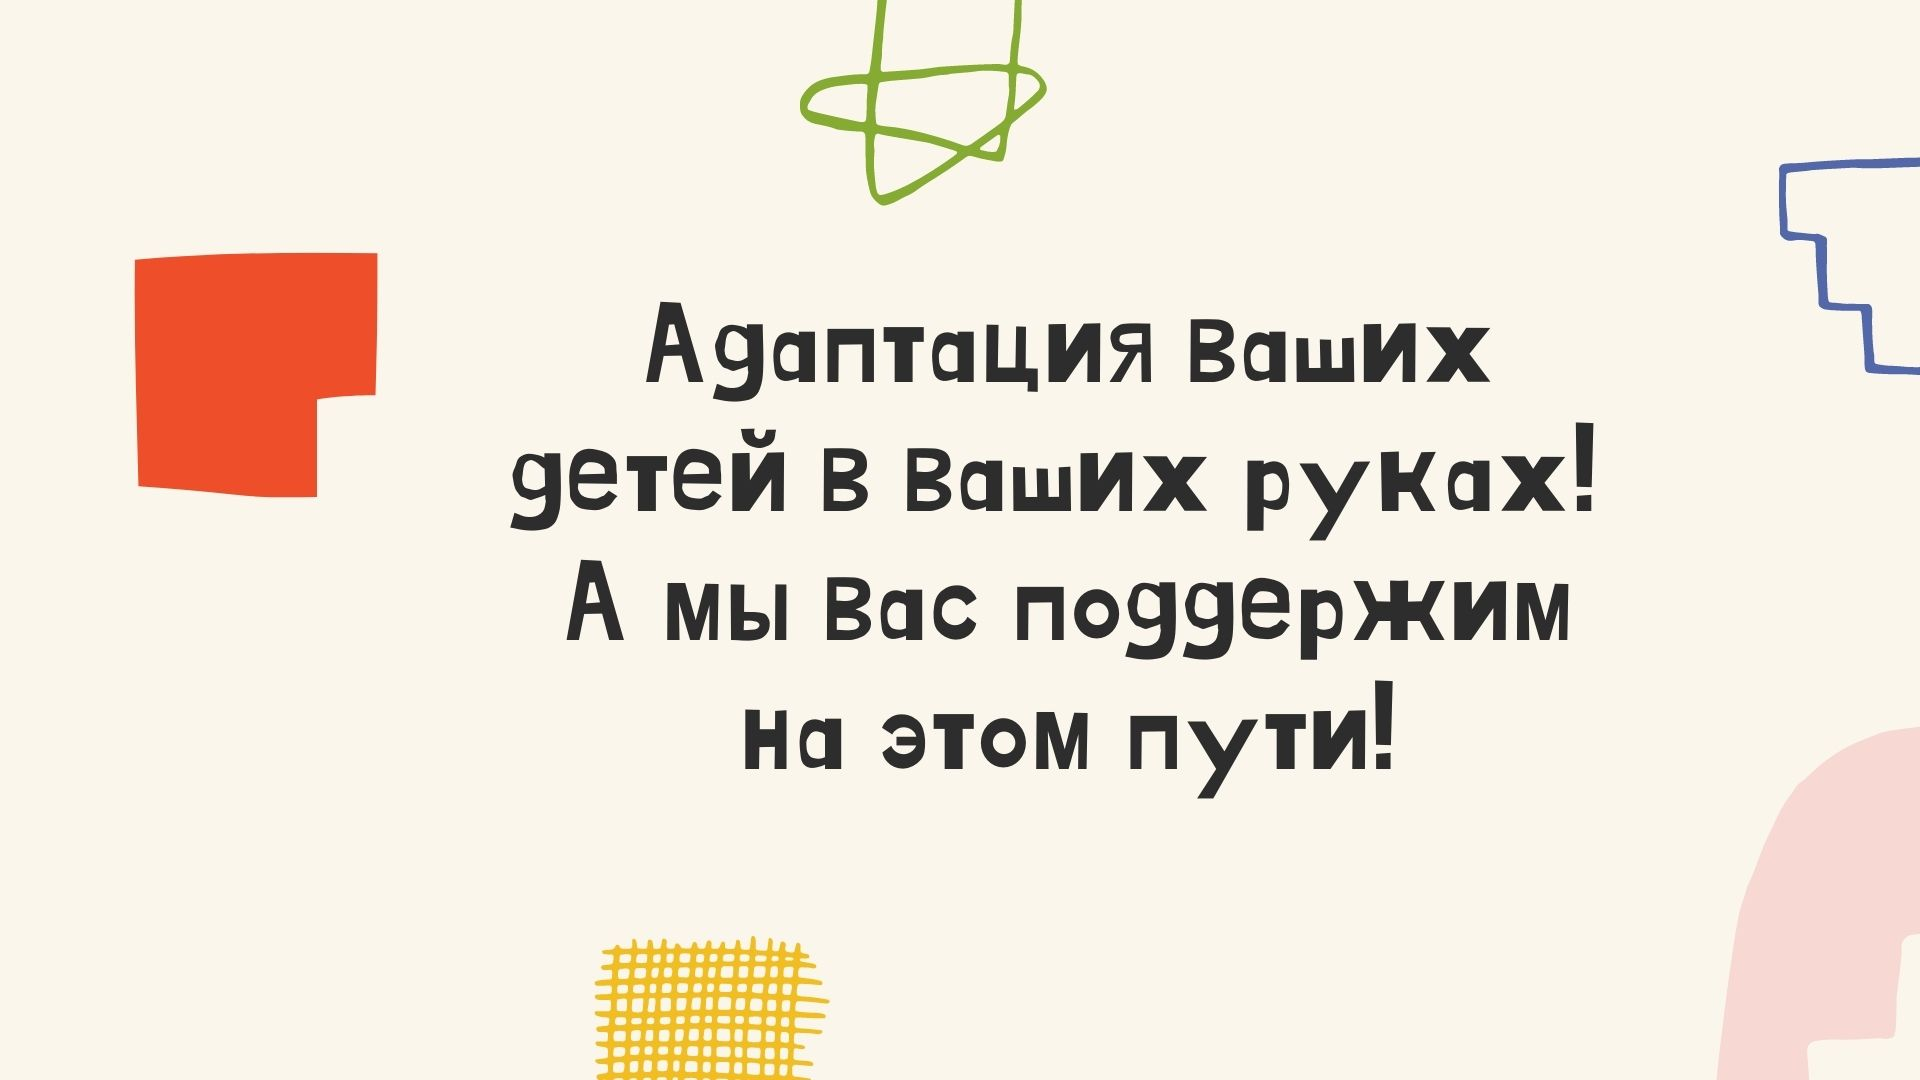 Адаптация Ваших
детей в Ваших руках!
А мы Вас поддержим
на этом пути!